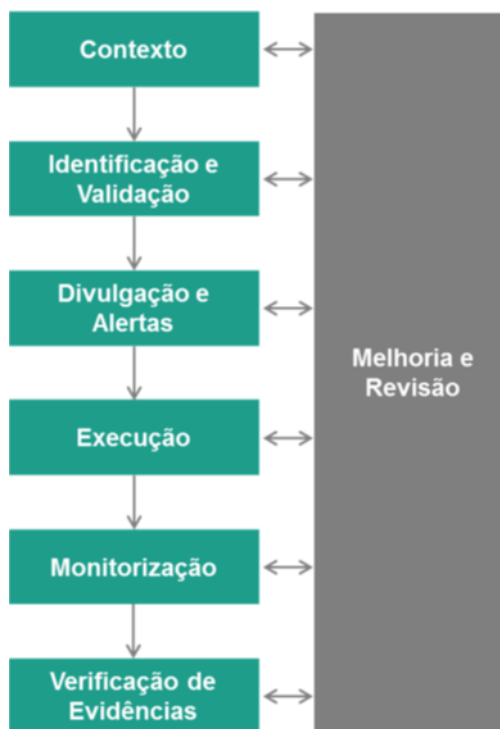 Contexto
Identificação e
Validação
Divulgação e
Alertas
Execução
Monitorização
Verificação de
Evidências
Melhoria e
Revisão